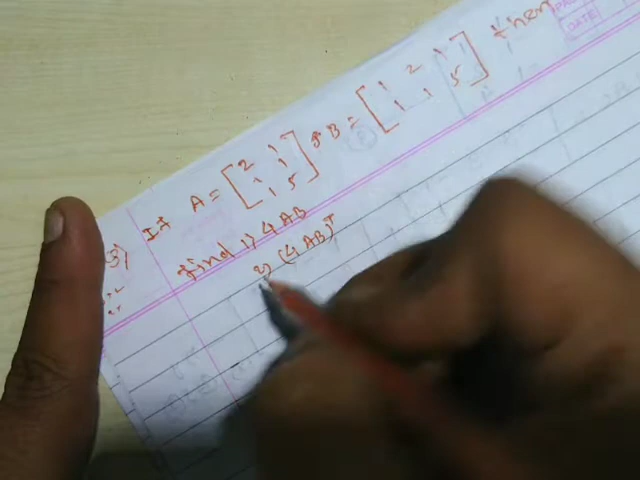 3) If A = [2 1 1 1 1 5] & B = [1 2 1 1 1 5] then
find 1) 4AB
2) (4AB)ᵀ
DATE